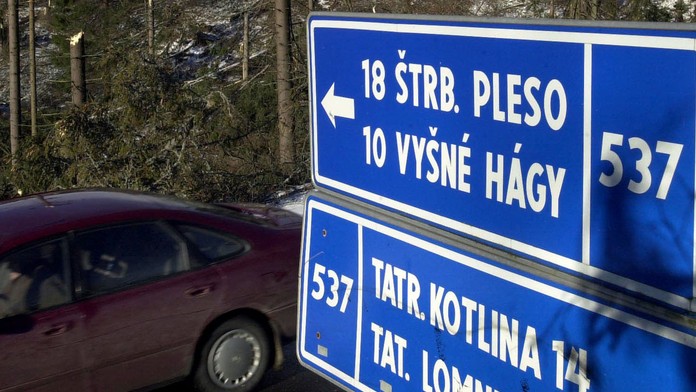 18 ŠTRB. PLESO
10 VYŠNÉ HÁGY
537
537
TATR. KOTLINA 14
TAT.